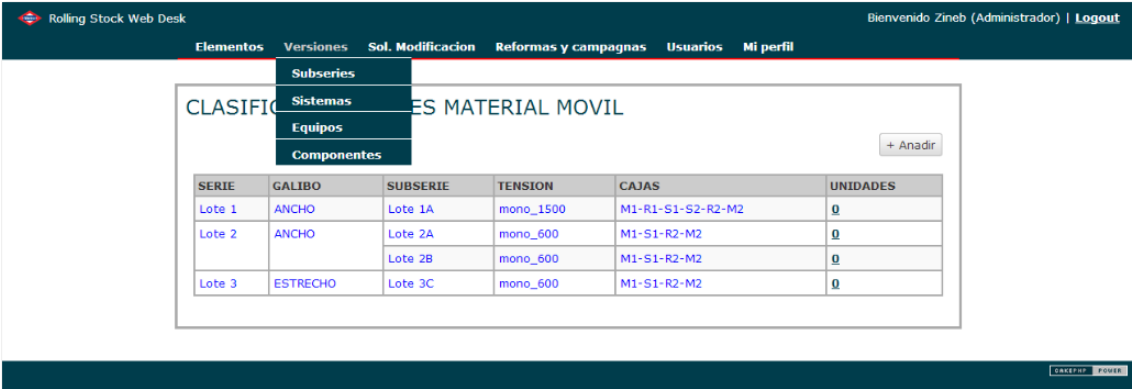 Rolling Stock Web Desk
Bienvenido Zineb (Administrador) | Logout
Elementos Versiones Sol. Modificacion Reformas y campagnas Usuarios Mi perfil
Subseries
Sistemas
Equipos
Componentes
CLASIFIC ES MATERIAL MOVIL
+ Anadir
SERIE GALIBO SUBSERIE TENSION CAJAS UNIDADES
Lote 1 ANCHO Lote 1A mono_1500 M1-R1-S1-S2-R2-M2 0
Lote 2 ANCHO Lote 2A mono_600 M1-S1-R2-M2 0
Lote 2B mono_600 M1-S1-R2-M2 0
Lote 3 ESTRECHO Lote 3C mono_600 M1-S1-R2-M2 0
CAKEPHP POWER